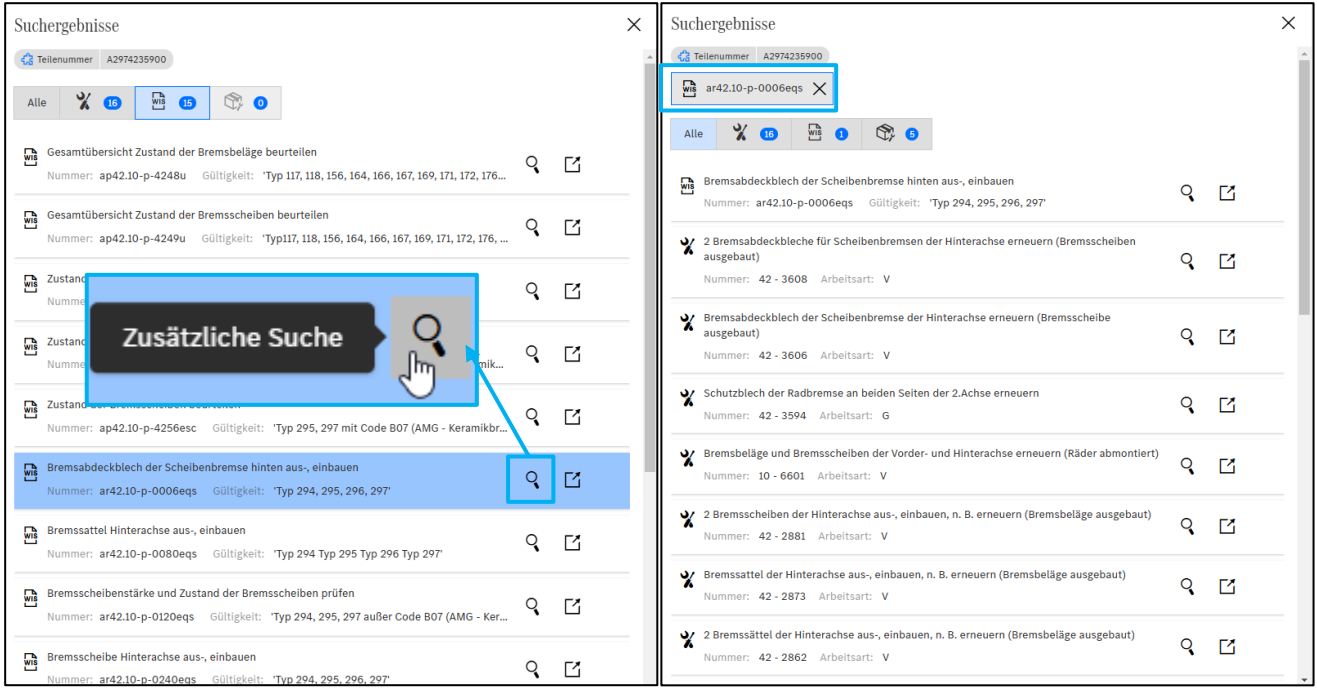 Suchergebnisse
Teilenummer A2974235900
Alle 16 WIS 15 0
WIS Gesamtübersicht Zustand der Bremsbeläge beurteilen
Nummer: ap42.10-p-4248u Gültigkeit: 'Typ 117, 118, 156, 164, 166, 167, 169, 171, 172, 176...
WIS Gesamtübersicht Zustand der Bremsscheiben beurteilen
Nummer: ap42.10-p-4249u Gültigkeit: 'Typ117, 118, 156, 164, 166, 167, 169, 171, 172, 176, ...
WIS Zustand
Numme
Zusätzliche Suche
WIS Zustand
Numme mik...
WIS Zustand der Bremsscheiben beurteilen
Nummer: ap42.10-p-4256esc Gültigkeit: 'Typ 295, 297 mit Code B07 (AMG - Keramikbr...
WIS Bremsabdeckblech der Scheibenbremse hinten aus-, einbauen
Nummer: ar42.10-p-0006eqs Gültigkeit: 'Typ 294, 295, 296, 297'
WIS Bremssattel Hinterachse aus-, einbauen
Nummer: ar42.10-p-0080eqs Gültigkeit: 'Typ 294 Typ 295 Typ 296 Typ 297'
WIS Bremsscheibenstärke und Zustand der Bremsscheiben prüfen
Nummer: ar42.10-p-0120eqs Gültigkeit: 'Typ 294, 295, 297 außer Code B07 (AMG - Ker...
WIS Bremsscheibe Hinterachse aus-, einbauen
Nummer: ar42.10-p-0240eqs Gültigkeit: 'Typ 294, 295, 296, 297'
Suchergebnisse
Teilenummer A2974235900
WIS ar42.10-p-0006eqs
Alle 16 WIS 1 5
WIS Bremsabdeckblech der Scheibenbremse hinten aus-, einbauen
Nummer: ar42.10-p-0006eqs Gültigkeit: 'Typ 294, 295, 296, 297'
2 Bremsabdeckbleche für Scheibenbremsen der Hinterachse erneuern (Bremsscheiben
ausgebaut)
Nummer: 42 - 3608 Arbeitsart: V
Bremsabdeckblech der Scheibenbremse der Hinterachse erneuern (Bremsscheibe
ausgebaut)
Nummer: 42 - 3606 Arbeitsart: V
Schutzblech der Radbremse an beiden Seiten der 2.Achse erneuern
Nummer: 42 - 3594 Arbeitsart: G
Bremsbeläge und Bremsscheiben der Vorder- und Hinterachse erneuern (Räder abmontiert)
Nummer: 10 - 6601 Arbeitsart: V
2 Bremsscheiben der Hinterachse aus-, einbauen, n. B. erneuern (Bremsbeläge ausgebaut)
Nummer: 42 - 2881 Arbeitsart: V
Bremssattel der Hinterachse aus-, einbauen, n. B. erneuern (Bremsbeläge ausgebaut)
Nummer: 42 - 2873 Arbeitsart: V
2 Bremssättel der Hinterachse aus-, einbauen, n. B. erneuern (Bremsbeläge ausgebaut)
Nummer: 42 - 2862 Arbeitsart: V